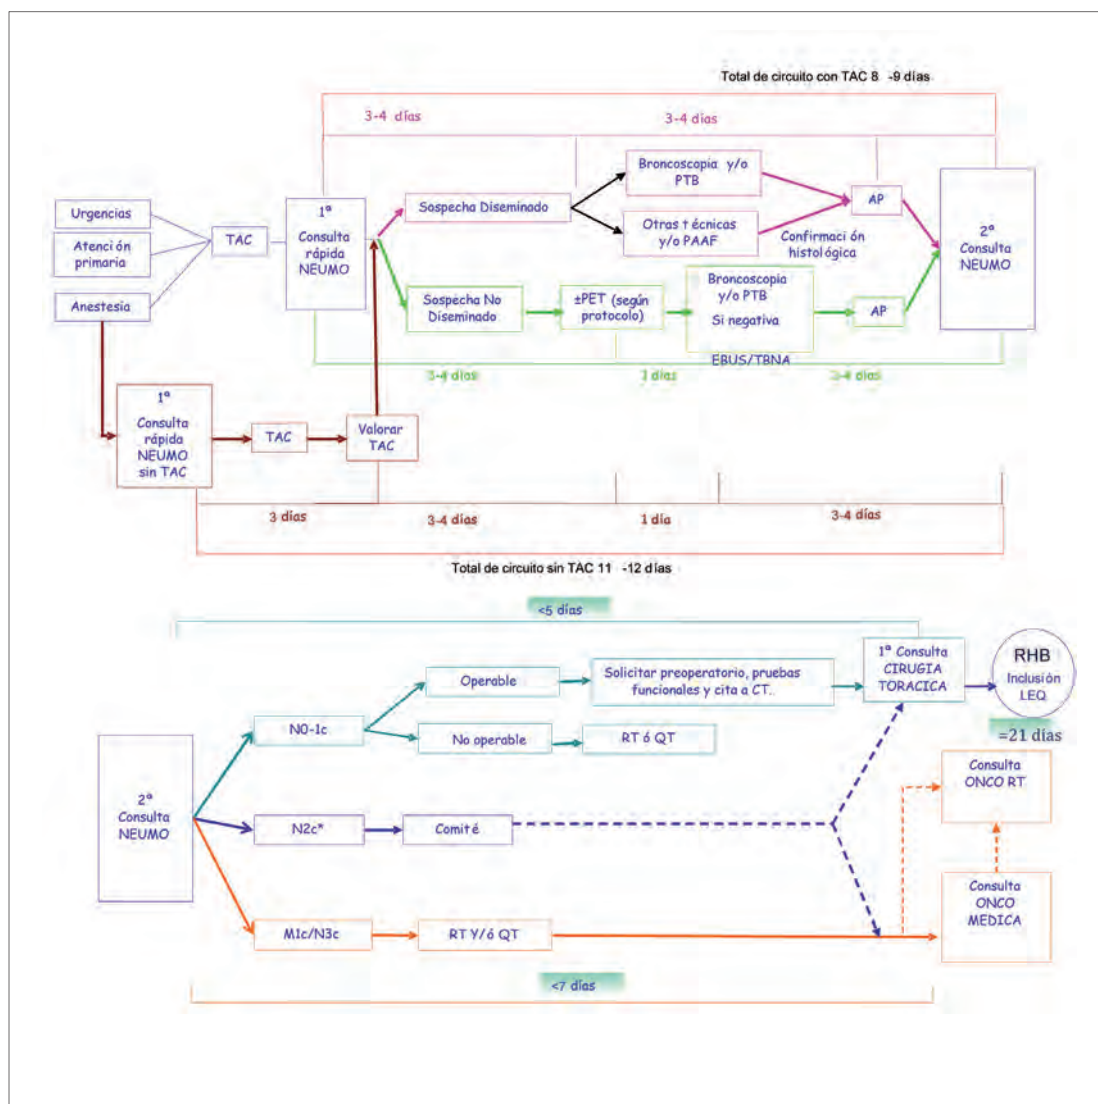 Total de circuito con TAC 8 -9 días
3-4 días
3-4 días
Urgencias
Atención
primaria
Anestesia
TAC
1ª
Consulta
rápida
NEUMO
Sospecha Diseminado
Broncoscopia y/o
PTB
Otras técnicas
y/o PAAF
AP
Confirmación
histológica
2ª
Consulta
NEUMO
Sospecha No
Diseminado
±PET (según
protocolo)
Broncoscopia
y/o PTB
Si negativa
EBUS/TBNA
AP
3-4 días
1 días
3-4 días
1ª
Consulta
rápida
NEUMO
sin TAC
TAC
Valorar
TAC
3 días
3-4 días
1 día
3-4 días
Total de circuito sin TAC 11 -12 días
<5 días
2ª
Consulta
NEUMO
N0-1c
Operable
Solicitar preoperatorio, pruebas
funcionales y cita a CT.
1ª Consulta
CIRUGIA
TORACICA
RHB
Inclusión
LEQ
=21 días
No operable
RT ó QT
N2c*
Comité
Consulta
ONCO RT
M1c/N3c
RT Y/ó QT
Consulta
ONCO
MEDICA
<7 días